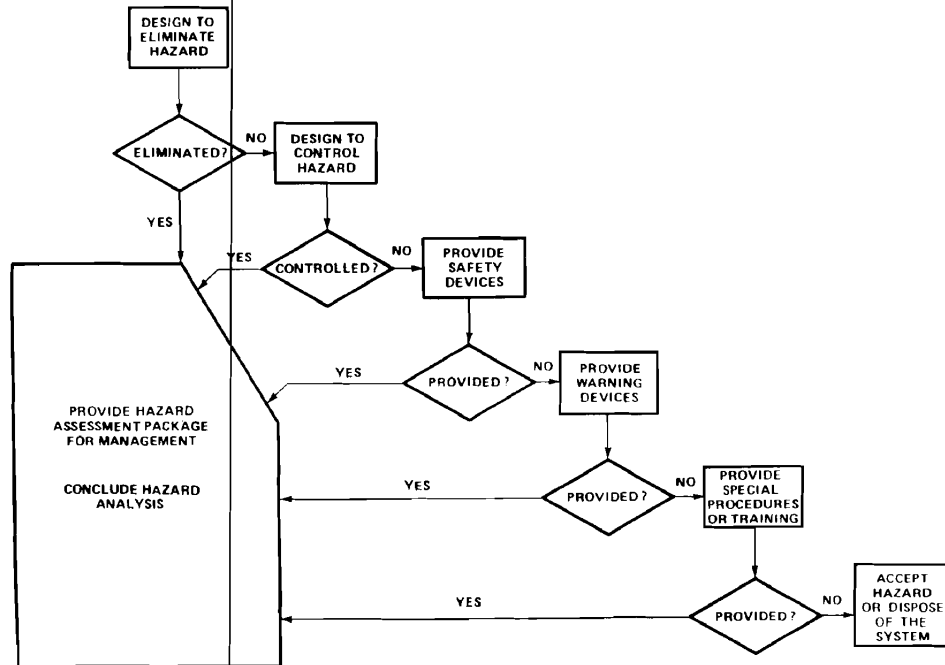 DESIGN TO
ELIMINATE
HAZARD
ELIMINATED?
NO
DESIGN TO
CONTROL
HAZARD
YES
YES
CONTROLLED?
NO
PROVIDE
SAFETY
DEVICES
YES
PROVIDED?
NO
PROVIDE
WARNING
DEVICES
PROVIDE HAZARD
ASSESSMENT PACKAGE
FOR MANAGEMENT
CONCLUDE HAZARD
ANALYSIS
YES
PROVIDED?
NO
PROVIDE
SPECIAL
PROCEDURES
OR TRAINING
YES
PROVIDED?
NO
ACCEPT
HAZARD
OR DISPOSE
OF THE
SYSTEM